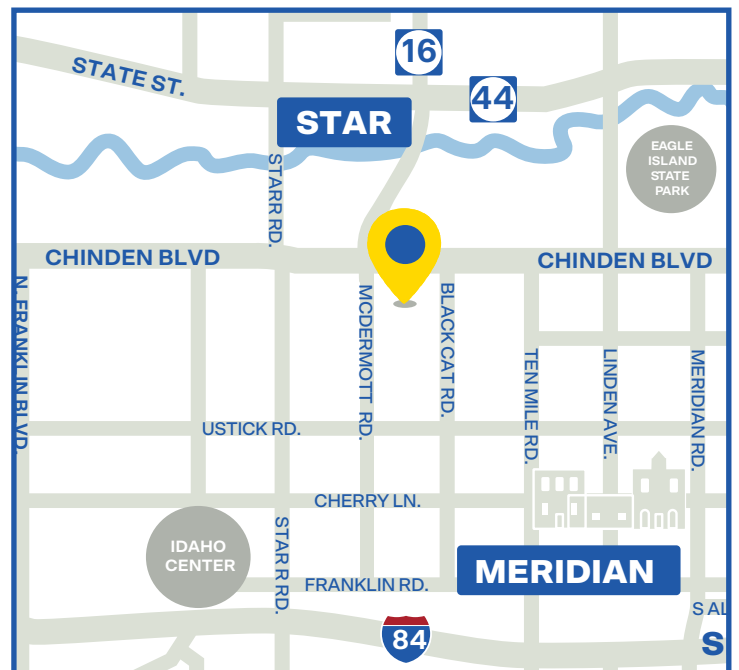 16
STATE ST.
44
STAR
EAGLE
ISLAND
STATE
PARK
STARR RD.
CHINDEN BLVD
CHINDEN BLVD
N. FRANKLIN BLVD.
MCDERMOTT RD.
BLACK CAT RD.
TEN MILE RD.
LINDEN AVE.
MERIDIAN RD.
USTICK RD.
CHERRY LN.
STAR R RD.
IDAHO
CENTER
FRANKLIN RD.
MERIDIAN
84
S AL
S